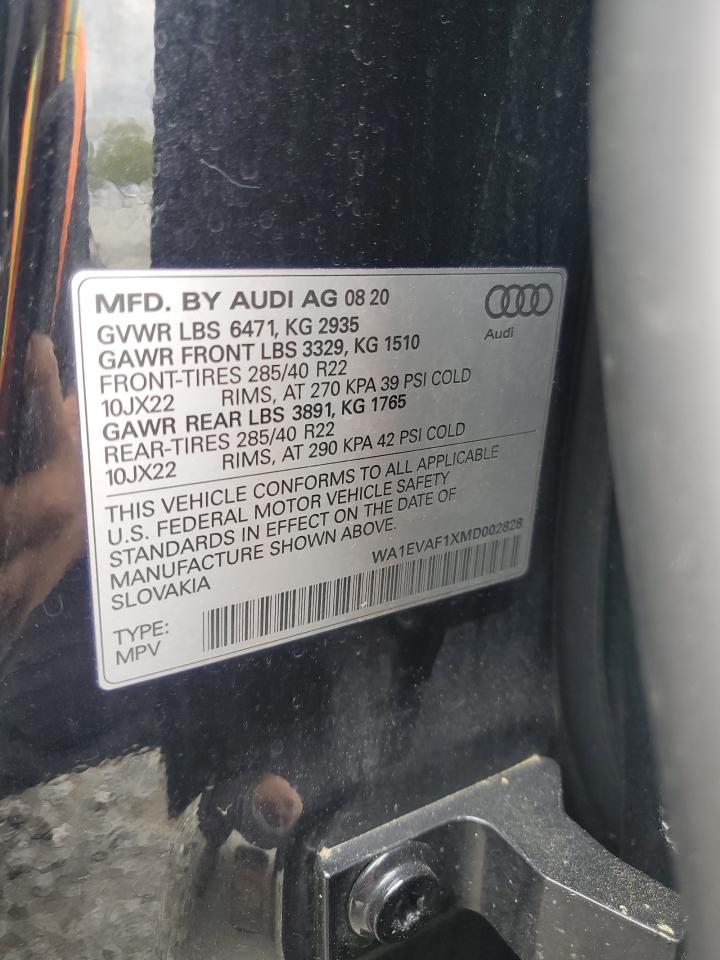 MFD. BY AUDI AG 08 20
Audi
GVWR LBS 6471, KG 2935
GAWR FRONT LBS 3329, KG 1510
FRONT-TIRES 285/40 R22
10JX22 RIMS, AT 270 KPA 39 PSI COLD
GAWR REAR LBS 3891, KG 1765
REAR-TIRES 285/40 R22
10JX22 RIMS, AT 290 KPA 42 PSI COLD
THIS VEHICLE CONFORMS TO ALL APPLICABLE
U.S. FEDERAL MOTOR VEHICLE SAFETY
STANDARDS IN EFFECT ON THE DATE OF
MANUFACTURE SHOWN ABOVE.
SLOVAKIA WA1EVAF1XMD002828
TYPE:
MPV